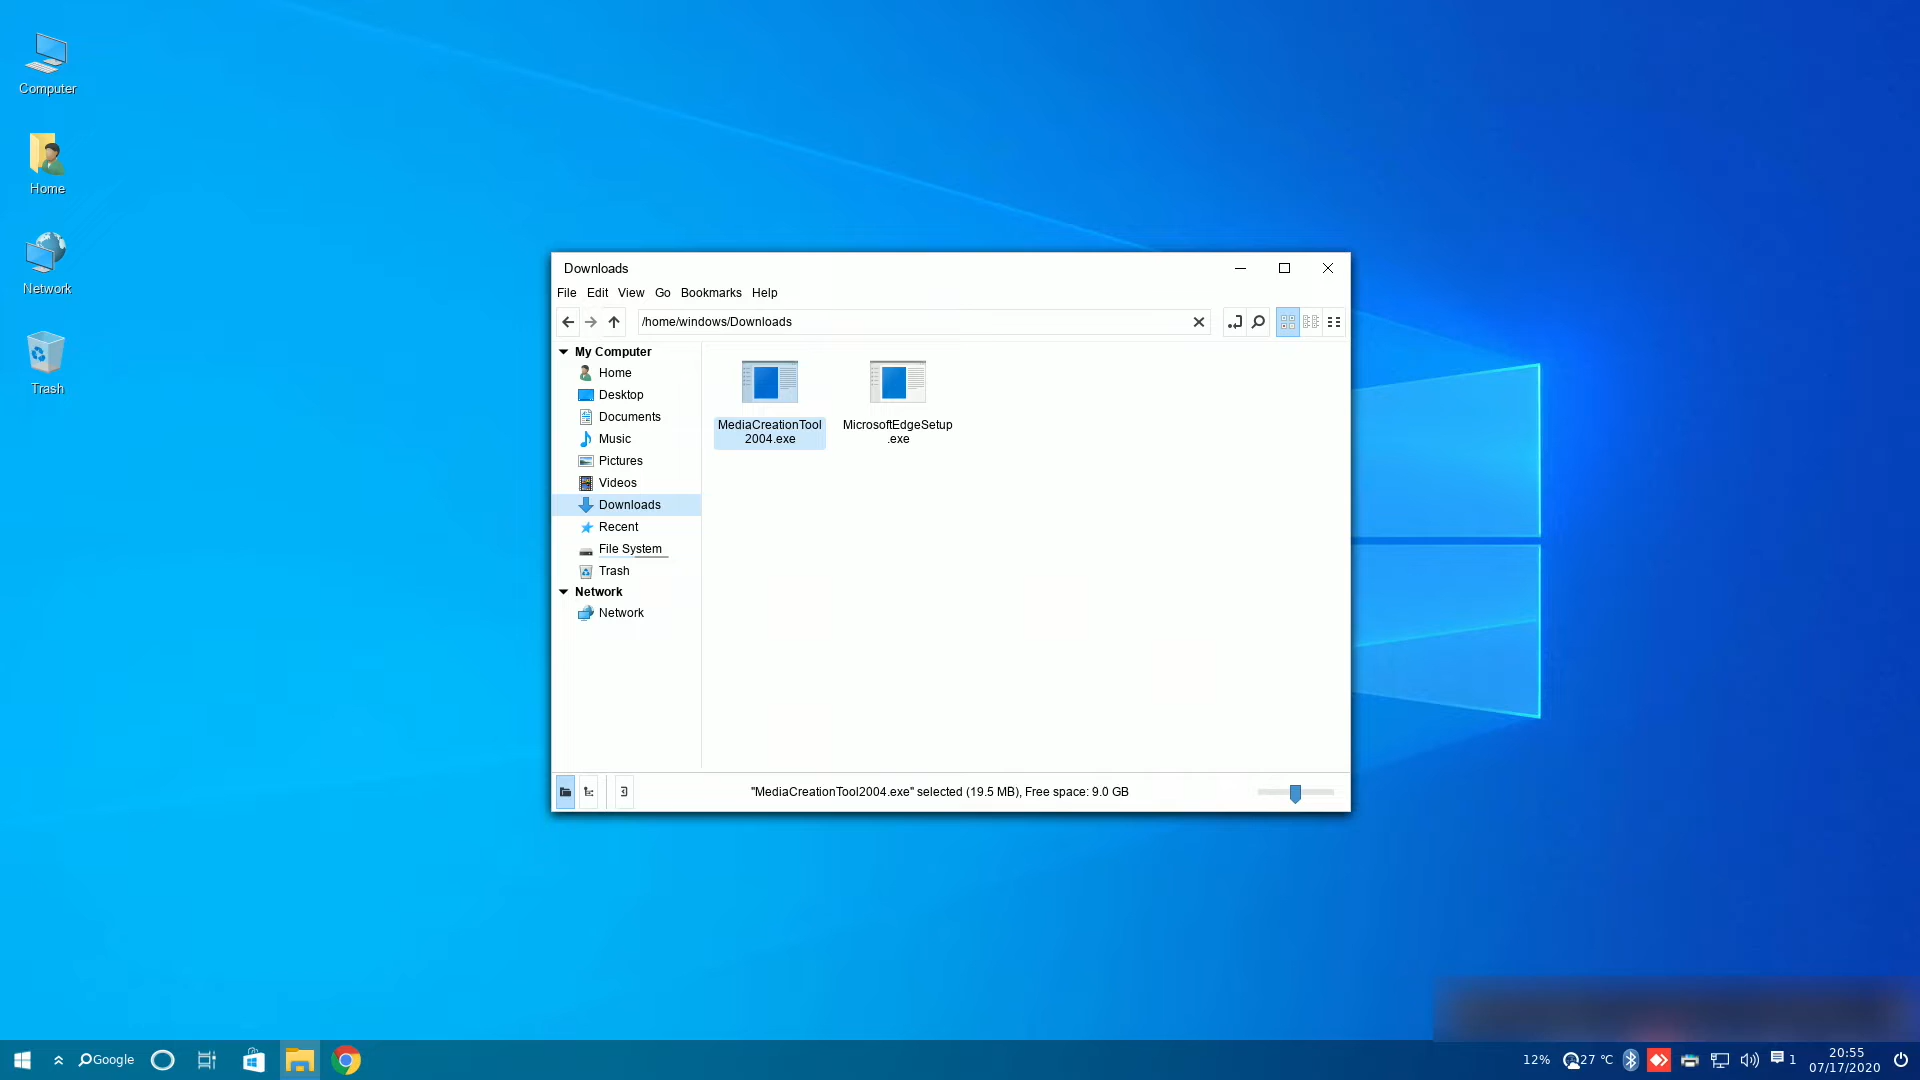 Computer
Home
Network
Trash
Downloads
File Edit View Go Bookmarks Help
/home/windows/Downloads
My Computer
Home
Desktop
Documents
Music
Pictures
Videos
Downloads
Recent
File System
Trash
Network
Network
MediaCreationTool
2004.exe
MicrosoftEdgeSetup
.exe
"MediaCreationTool2004.exe" selected (19.5 MB), Free space: 9.0 GB
Google
12%
27 °C
1
20:55
07/17/2020